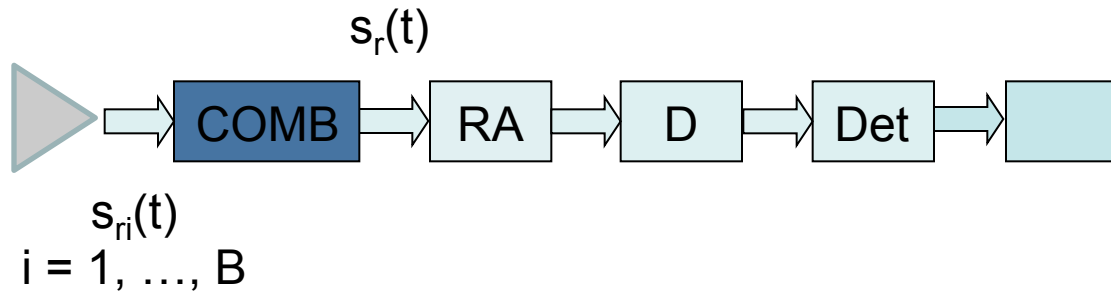 s_r(t)
COMB
RA
D
Det
s_ri(t)
i = 1, …, B